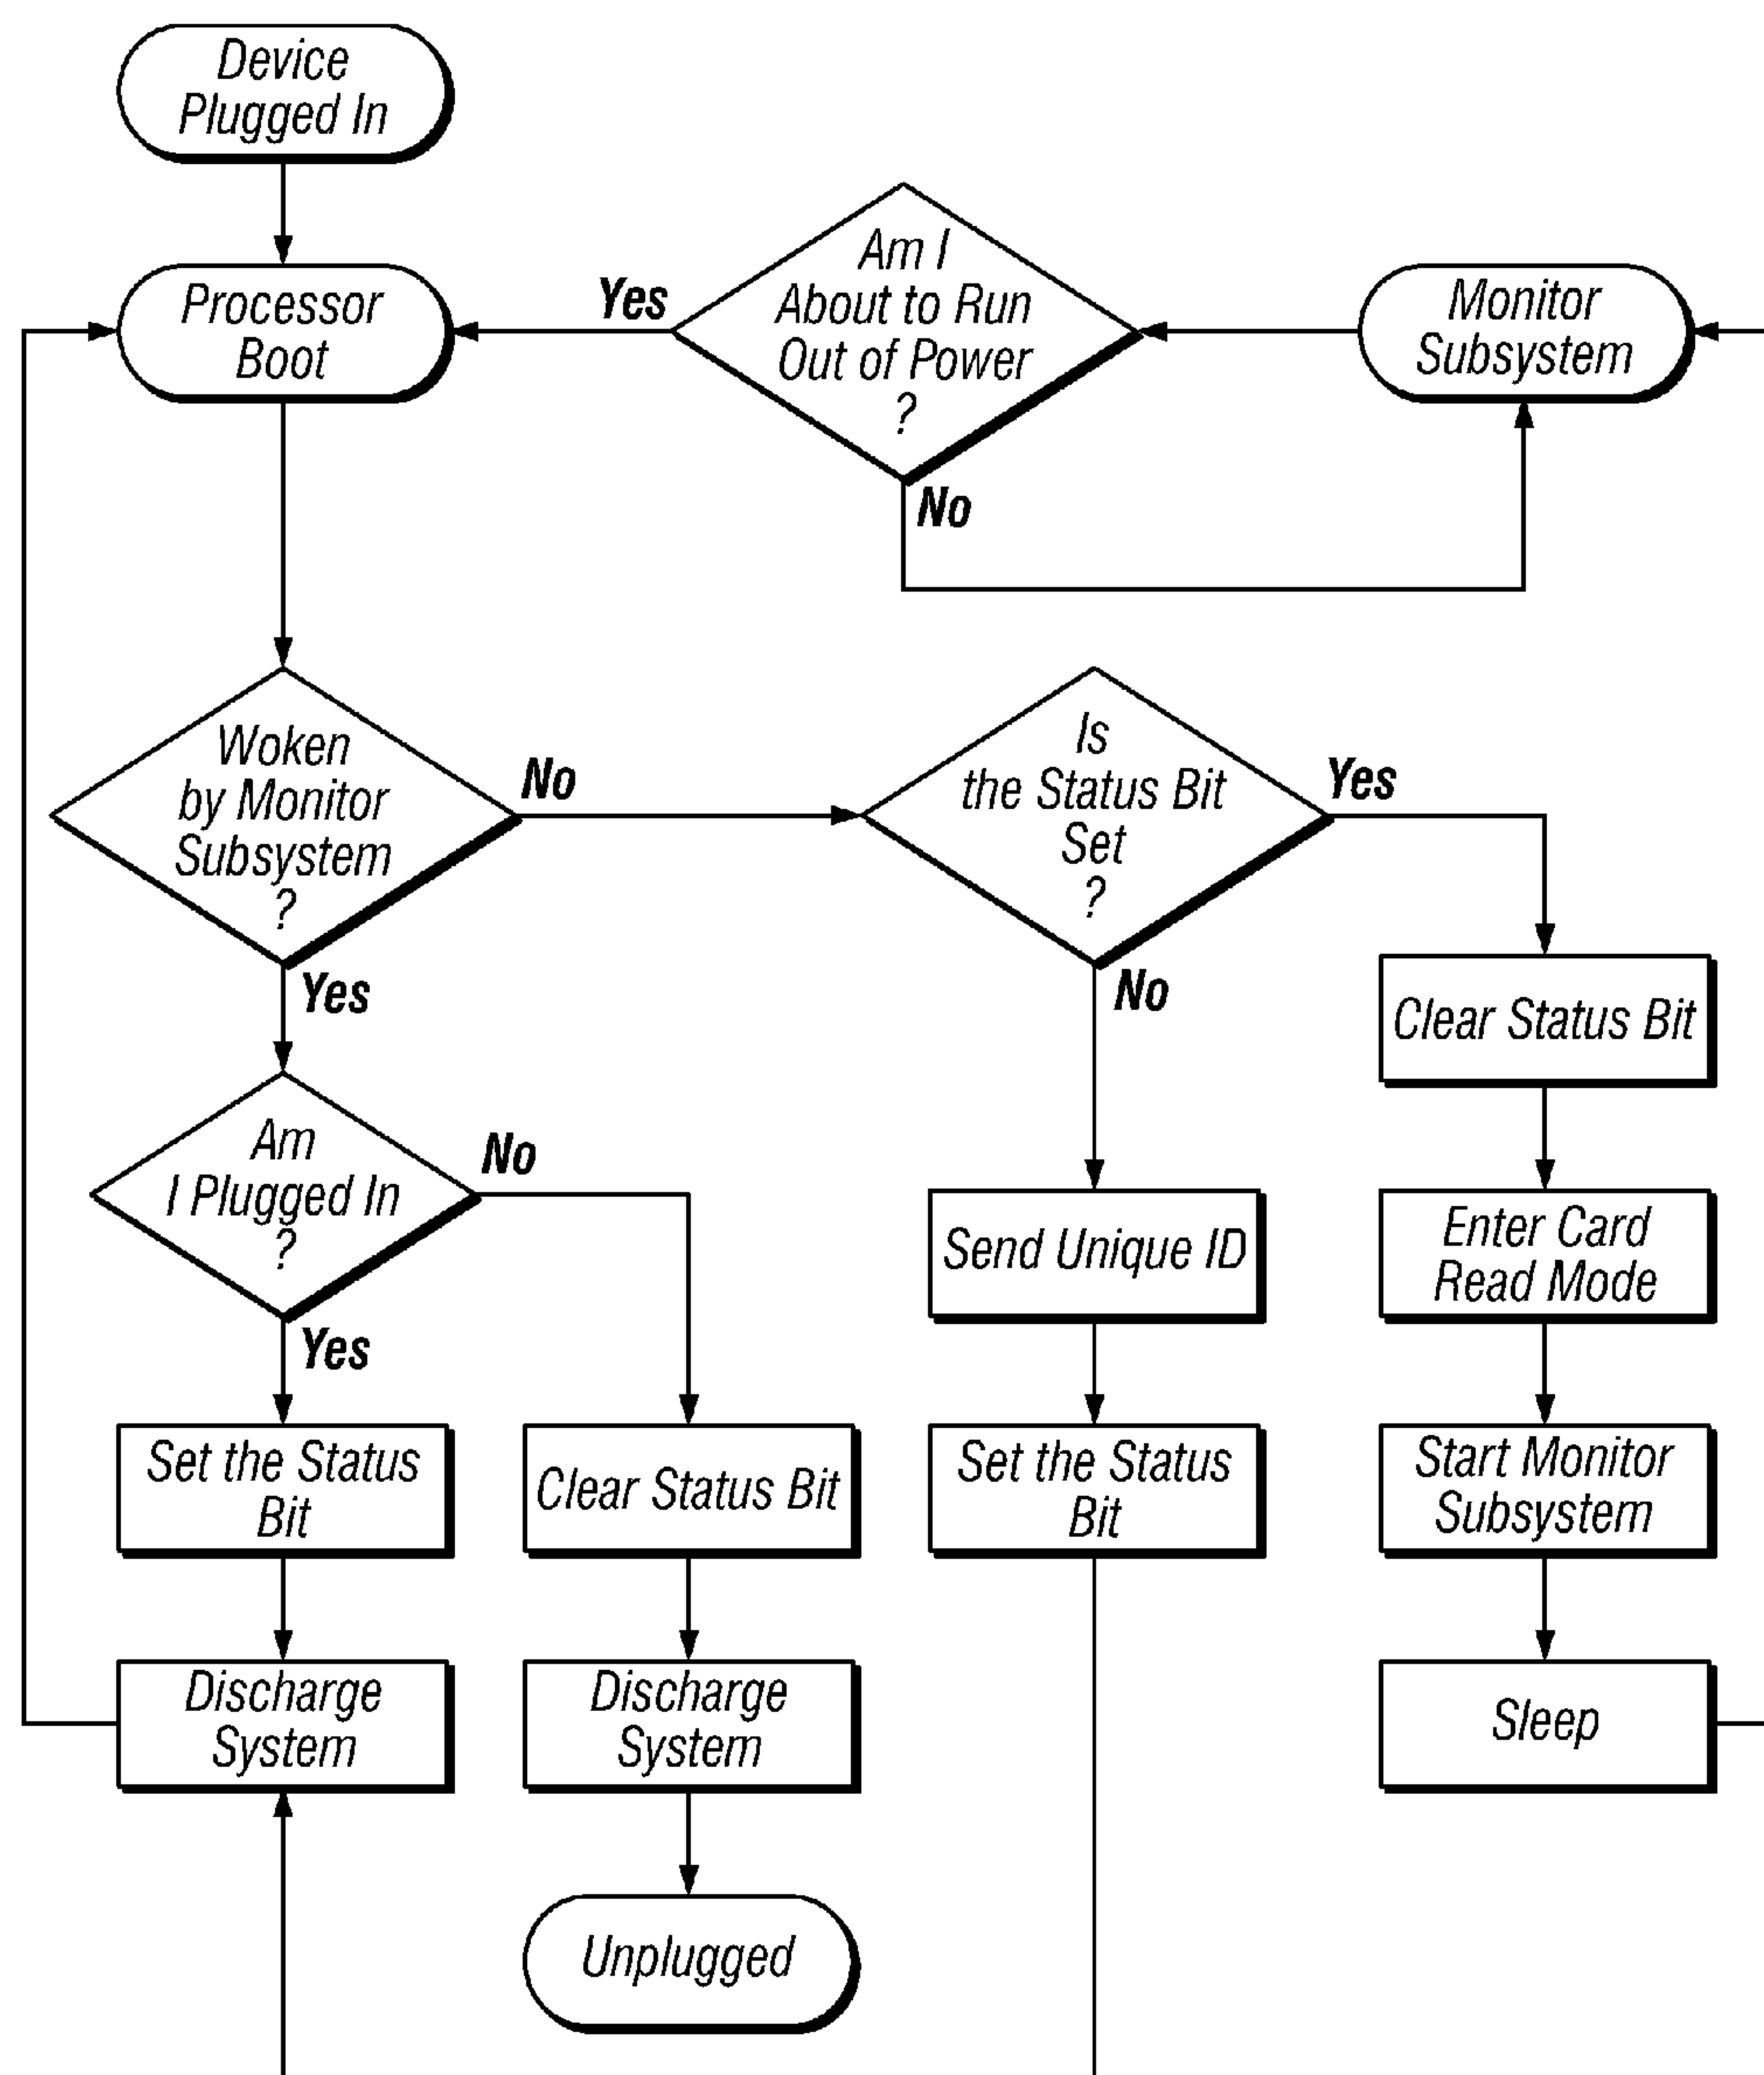 Device
Plugged In
Processor
Boot
Yes
Am I
About to Run
Out of Power
?
No
Monitor
Subsystem
Woken
by Monitor
Subsystem
?
No
Yes
Is
the Status Bit
Set
?
Yes
No
Clear Status Bit
Am
I Plugged In
?
No
Yes
Send Unique ID
Enter Card
Read Mode
Set the Status
Bit
Clear Status Bit
Set the Status
Bit
Start Monitor
Subsystem
Discharge
System
Discharge
System
Sleep
Unplugged